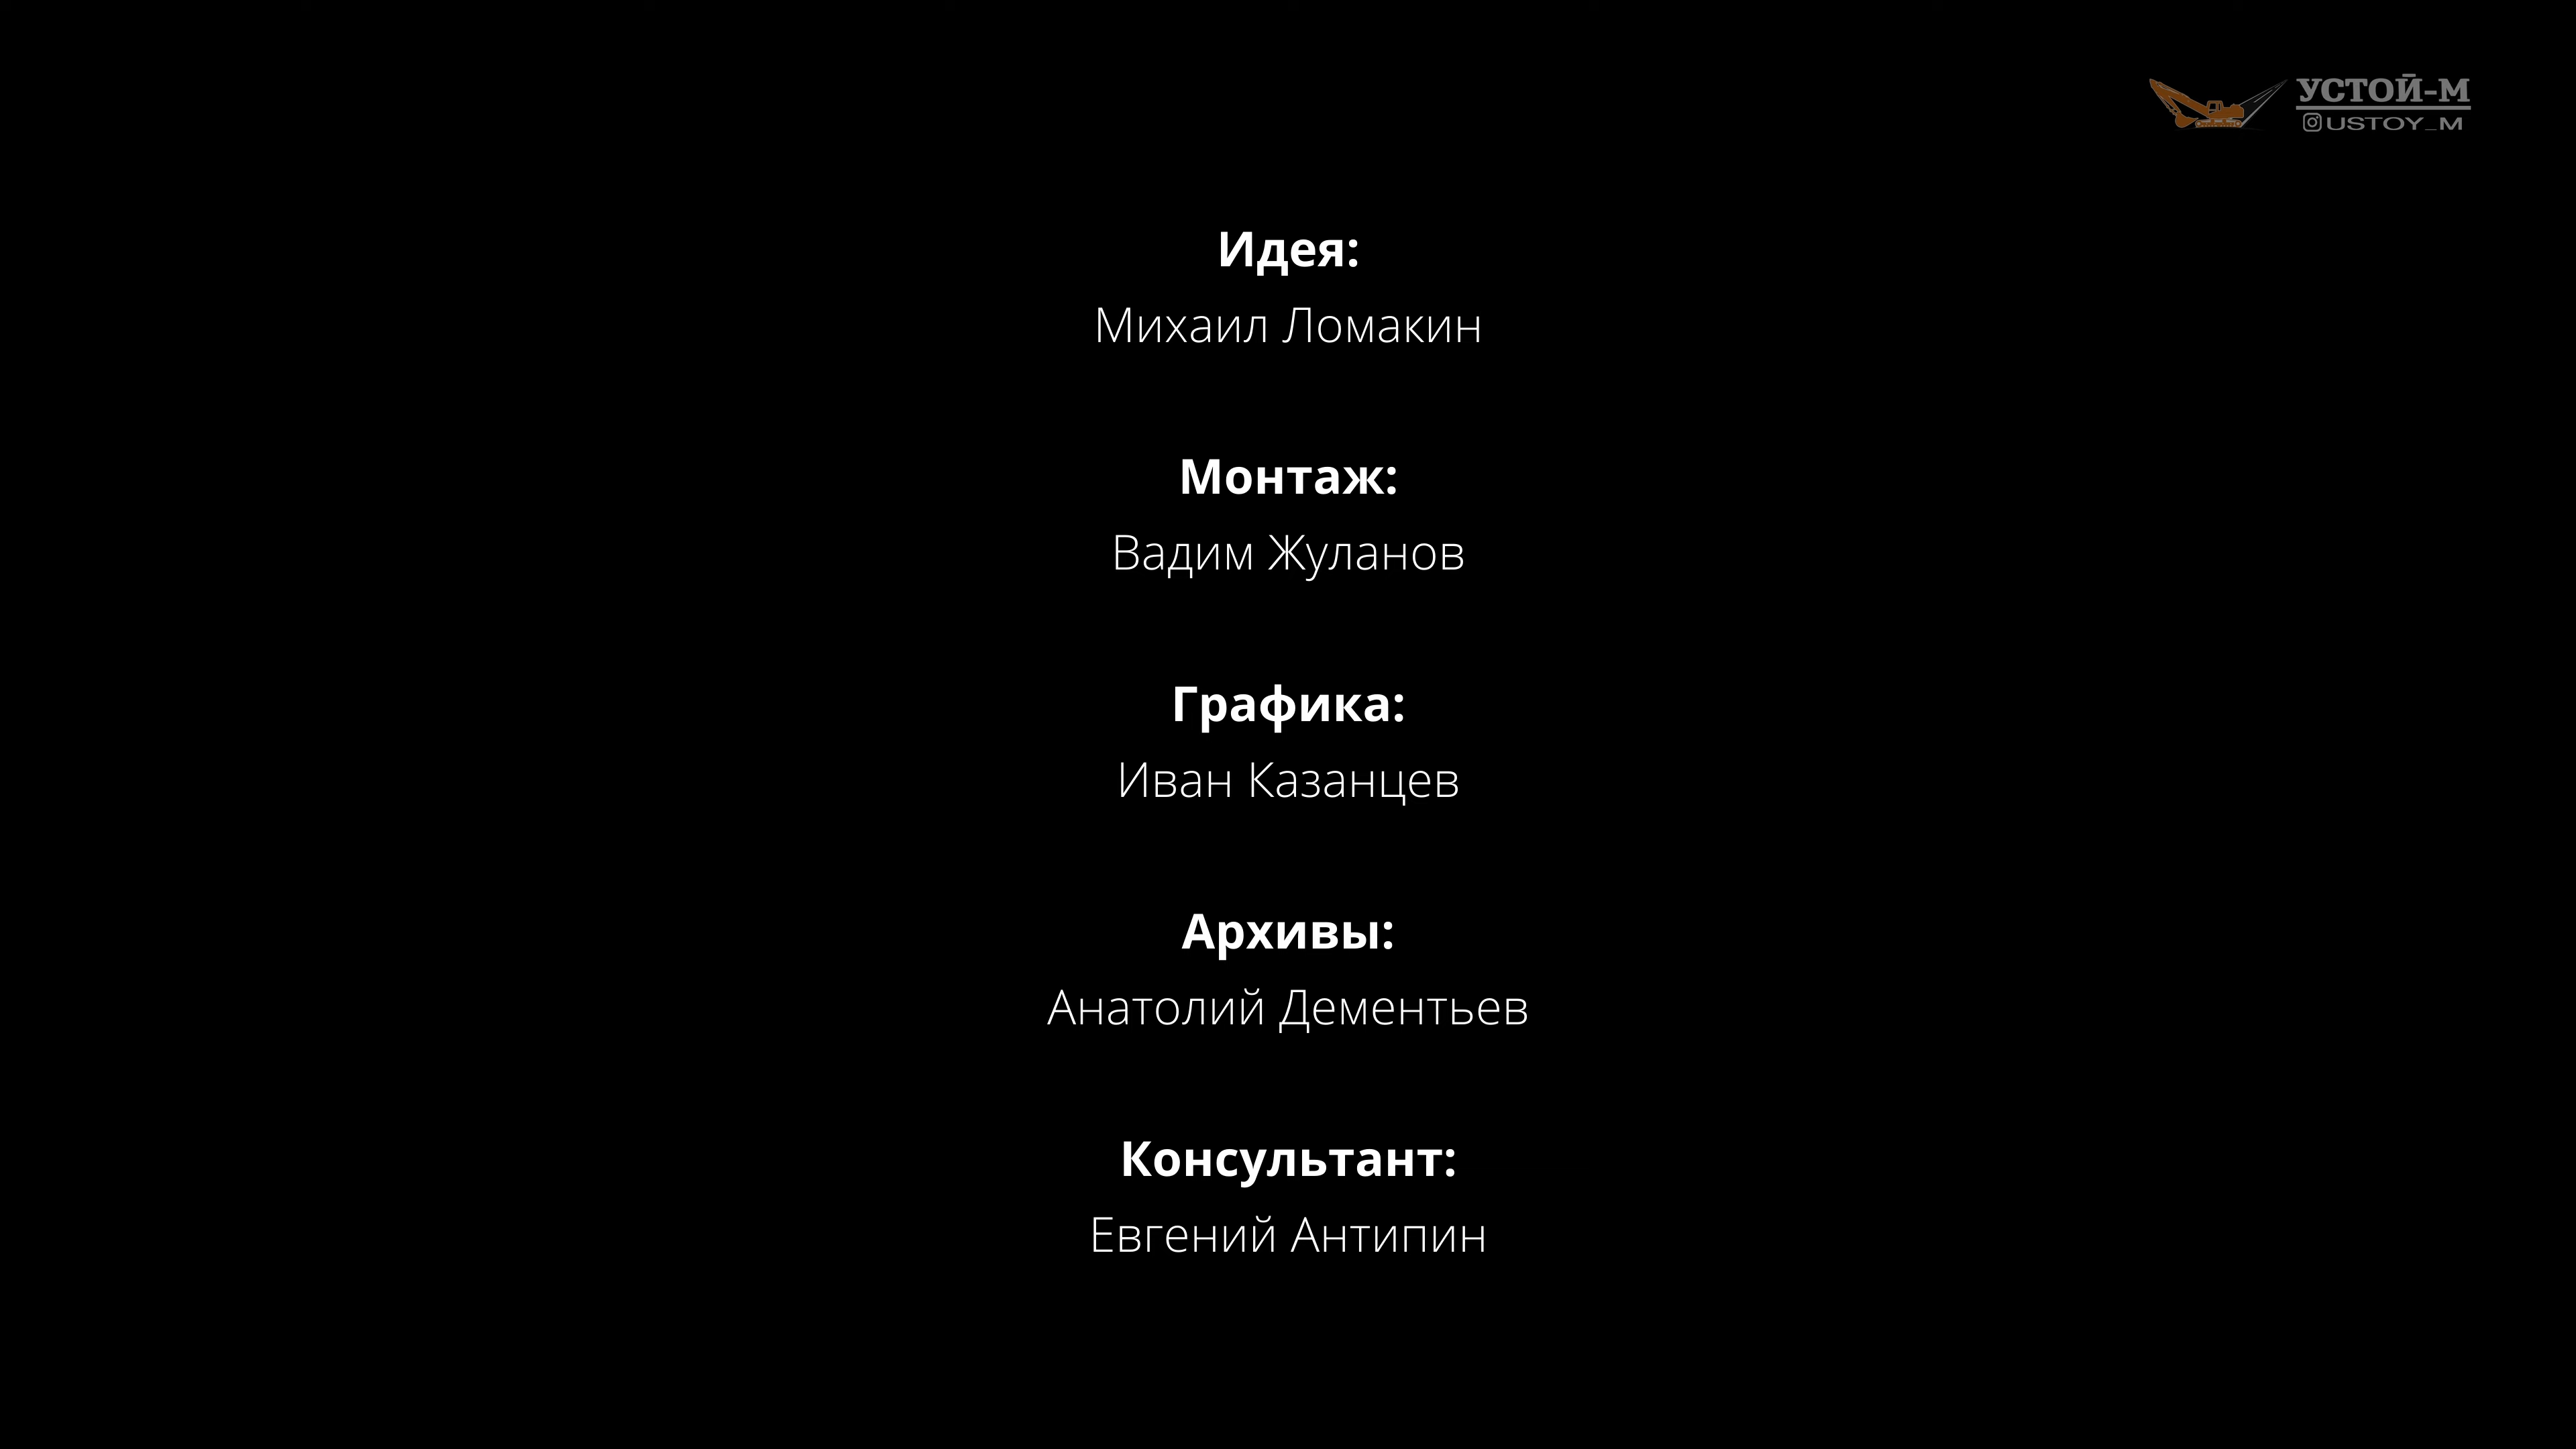 УСТОЙ-М
USTOY_M
Идея:
Михаил Ломакин
Монтаж:
Вадим Жуланов
Графика:
Иван Казанцев
Архивы:
Анатолий Дементьев
Консультант:
Евгений Антипин